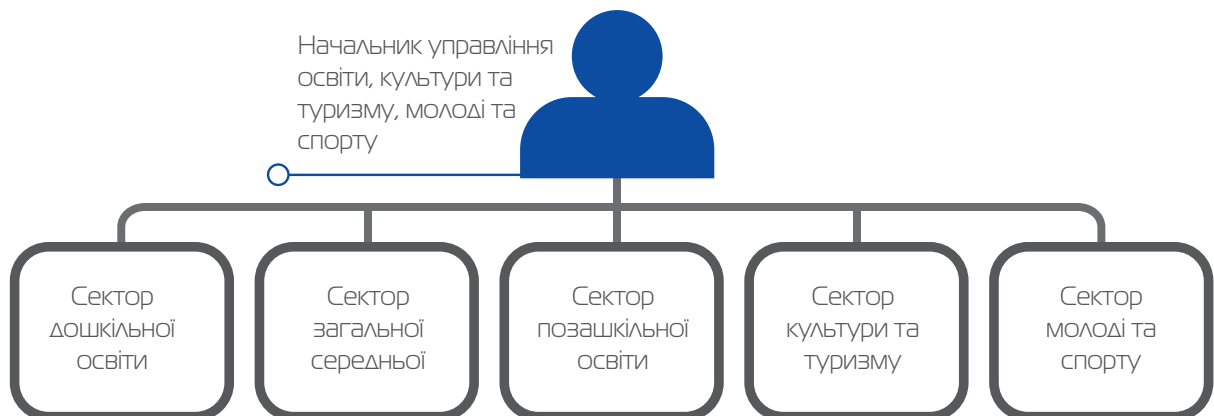 Начальник управління
освіти, культури та
туризму, молоді та
спорту
Сектор
дошкільної
освіти
Сектор
загальної
середньої
Сектор
позашкільної
освіти
Сектор
культури та
туризму
Сектор
молоді та
спорту